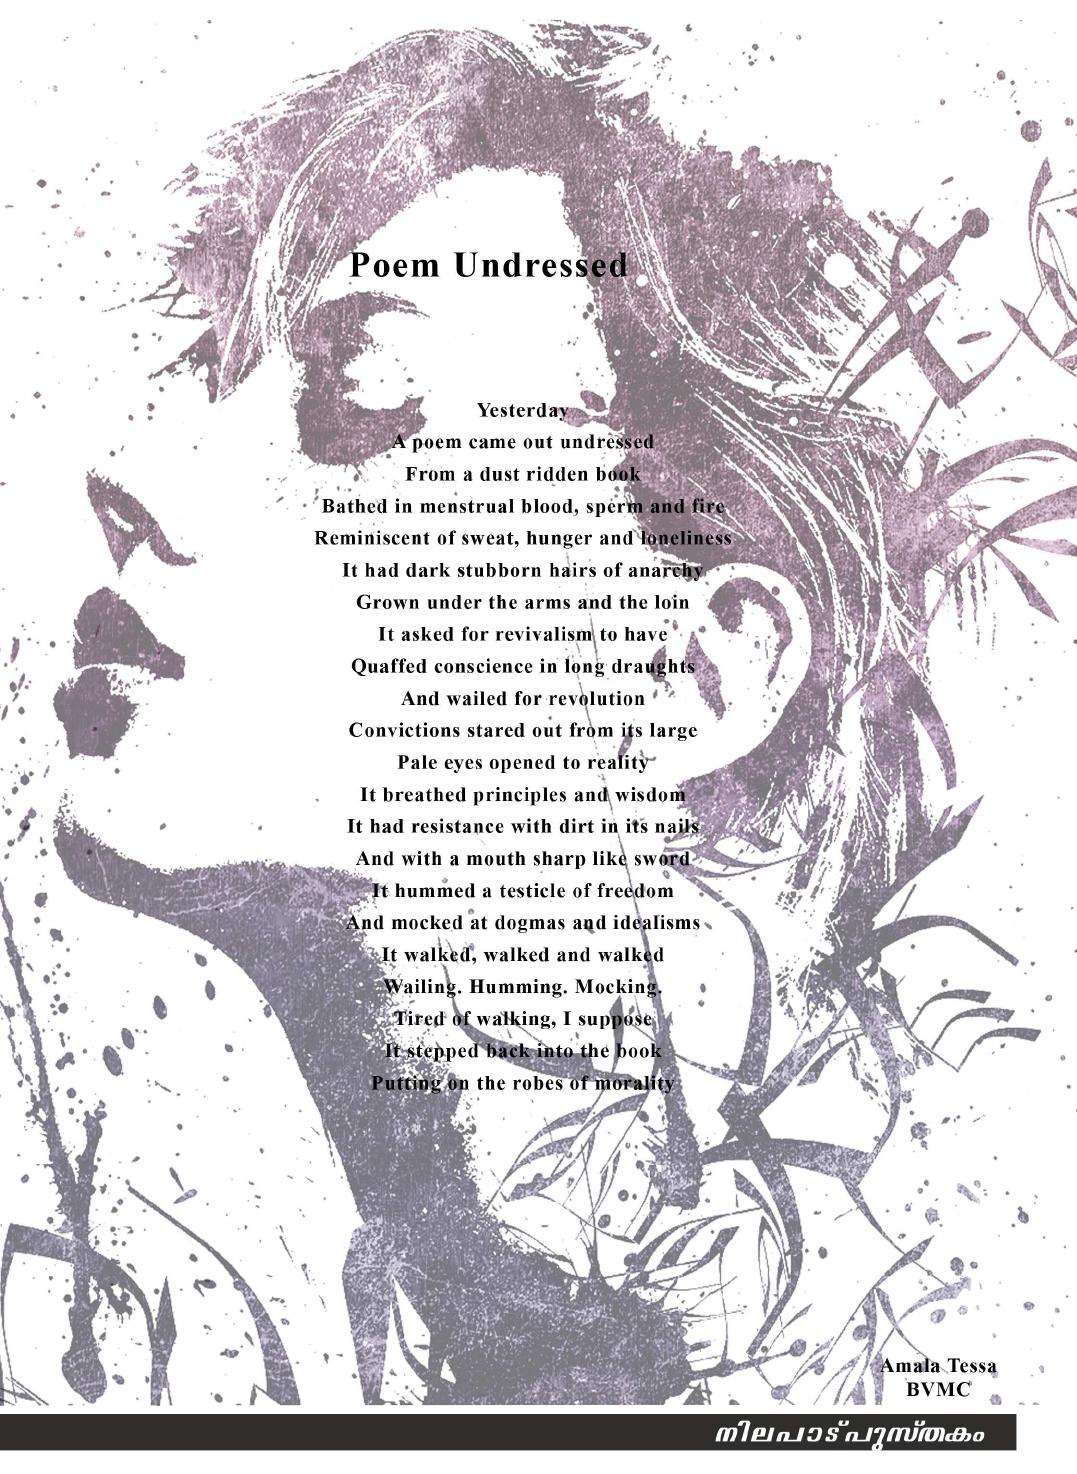 Poem Undressed
Yesterday
A poem came out undressed
From a dust ridden book
Bathed in menstrual blood, sperm and fire
Reminiscent of sweat, hunger and loneliness
It had dark stubborn hairs of anarchy
Grown under the arms and the loin
It asked for revivalism to have
Quaffed conscience in long draughts
And wailed for revolution
Convictions stared out from its large
Pale eyes opened to reality
It breathed principles and wisdom
It had resistance with dirt in its nails
And with a mouth sharp like sword
It hummed a testicle of freedom
And mocked at dogmas and idealisms
It walked, walked and walked
Wailing. Humming. Mocking.
Tired of walking, I suppose
It stepped back into the book
Putting on the robes of morality
Amala Tessa
BVMC
നിലപാട് പുസ്തകം